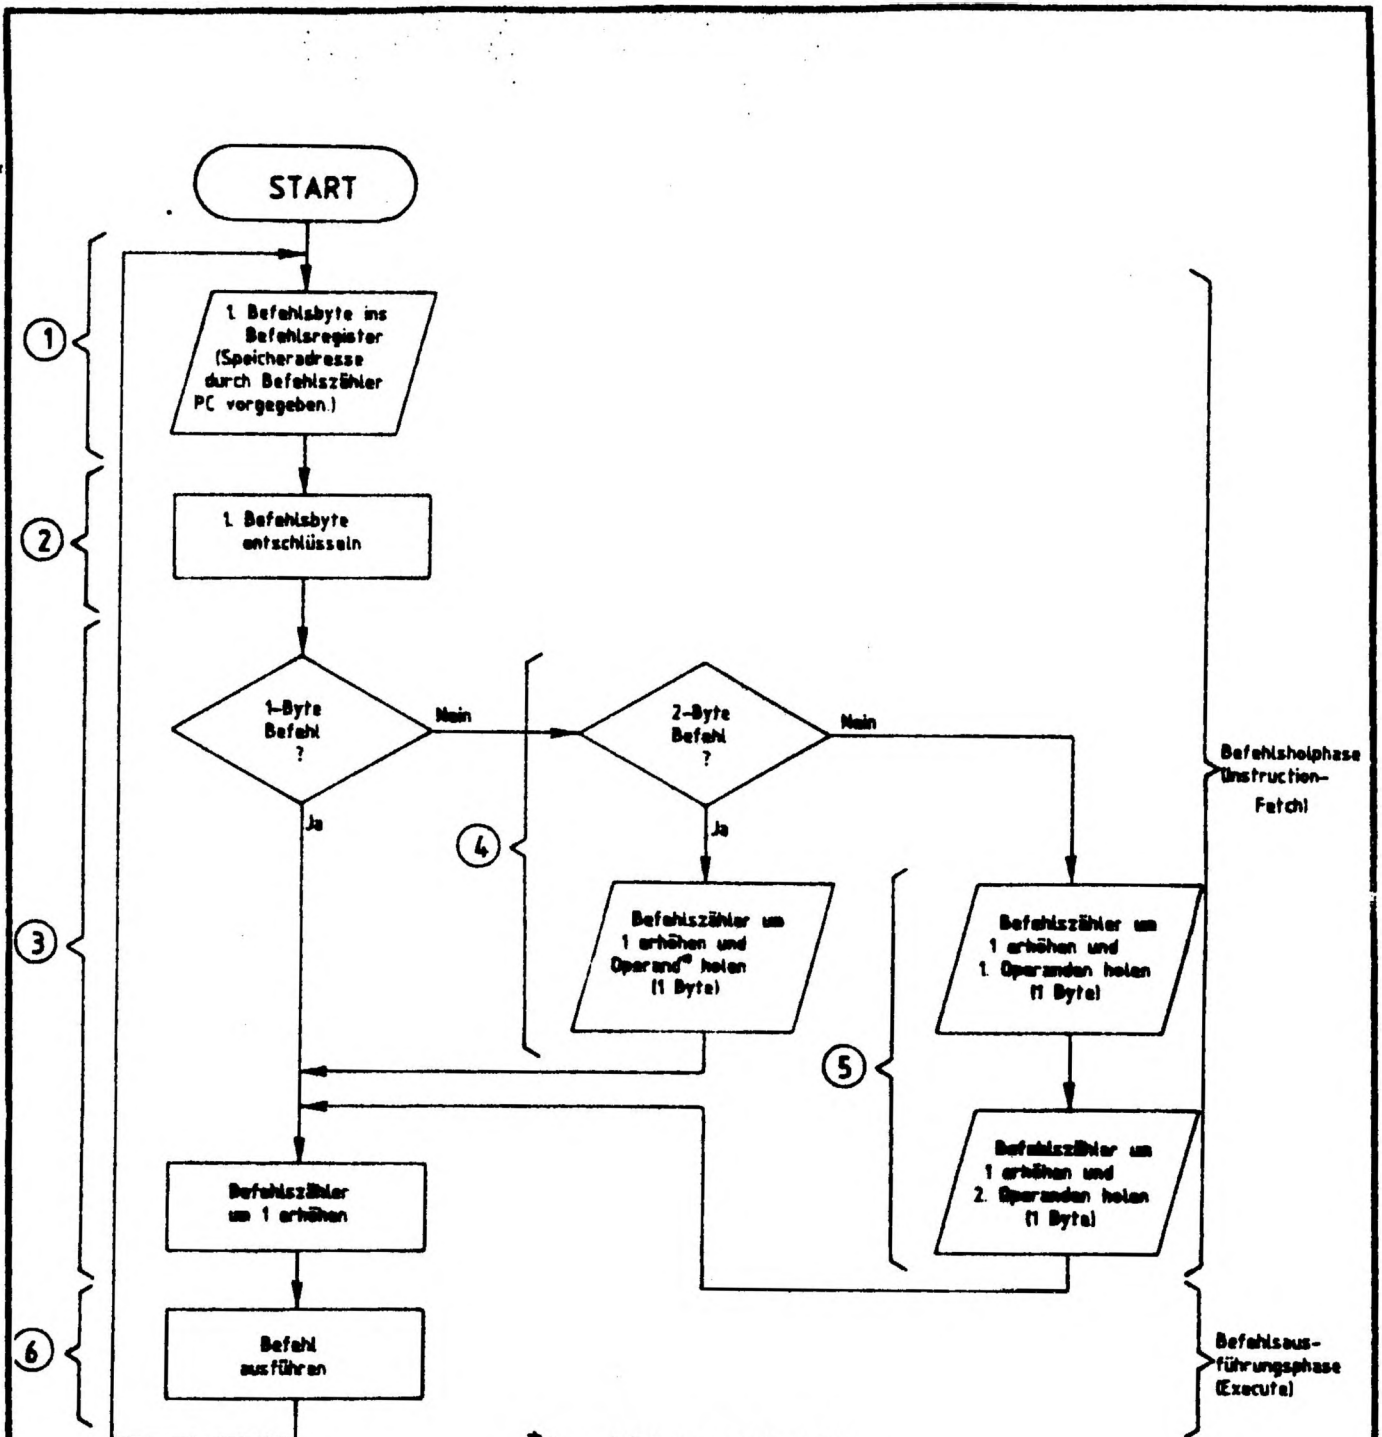 START
1. Befehlsbyte ins
Befehlsregister
(Speicheradresse
durch Befehlszähler
PC vorgegeben.)
1
1. Befehlsbyte
entschlüsseln
2
1-Byte
Befehl
?
Nein
Ja
2-Byte
Befehl
?
Nein
Ja
Befehlsholphase
(Instruction-
Fetch)
4
3
Befehlszähler um
1 erhöhen und
Operand holen
(1 Byte)
Befehlszähler um
1 erhöhen und
1. Operanden holen
(1 Byte)
5
Befehlszähler um
1 erhöhen und
2. Operanden holen
(1 Byte)
Befehlszähler
um 1 erhöhen
6
Befehl
ausführen
Befehlsaus-
führungsphase
(Execute)